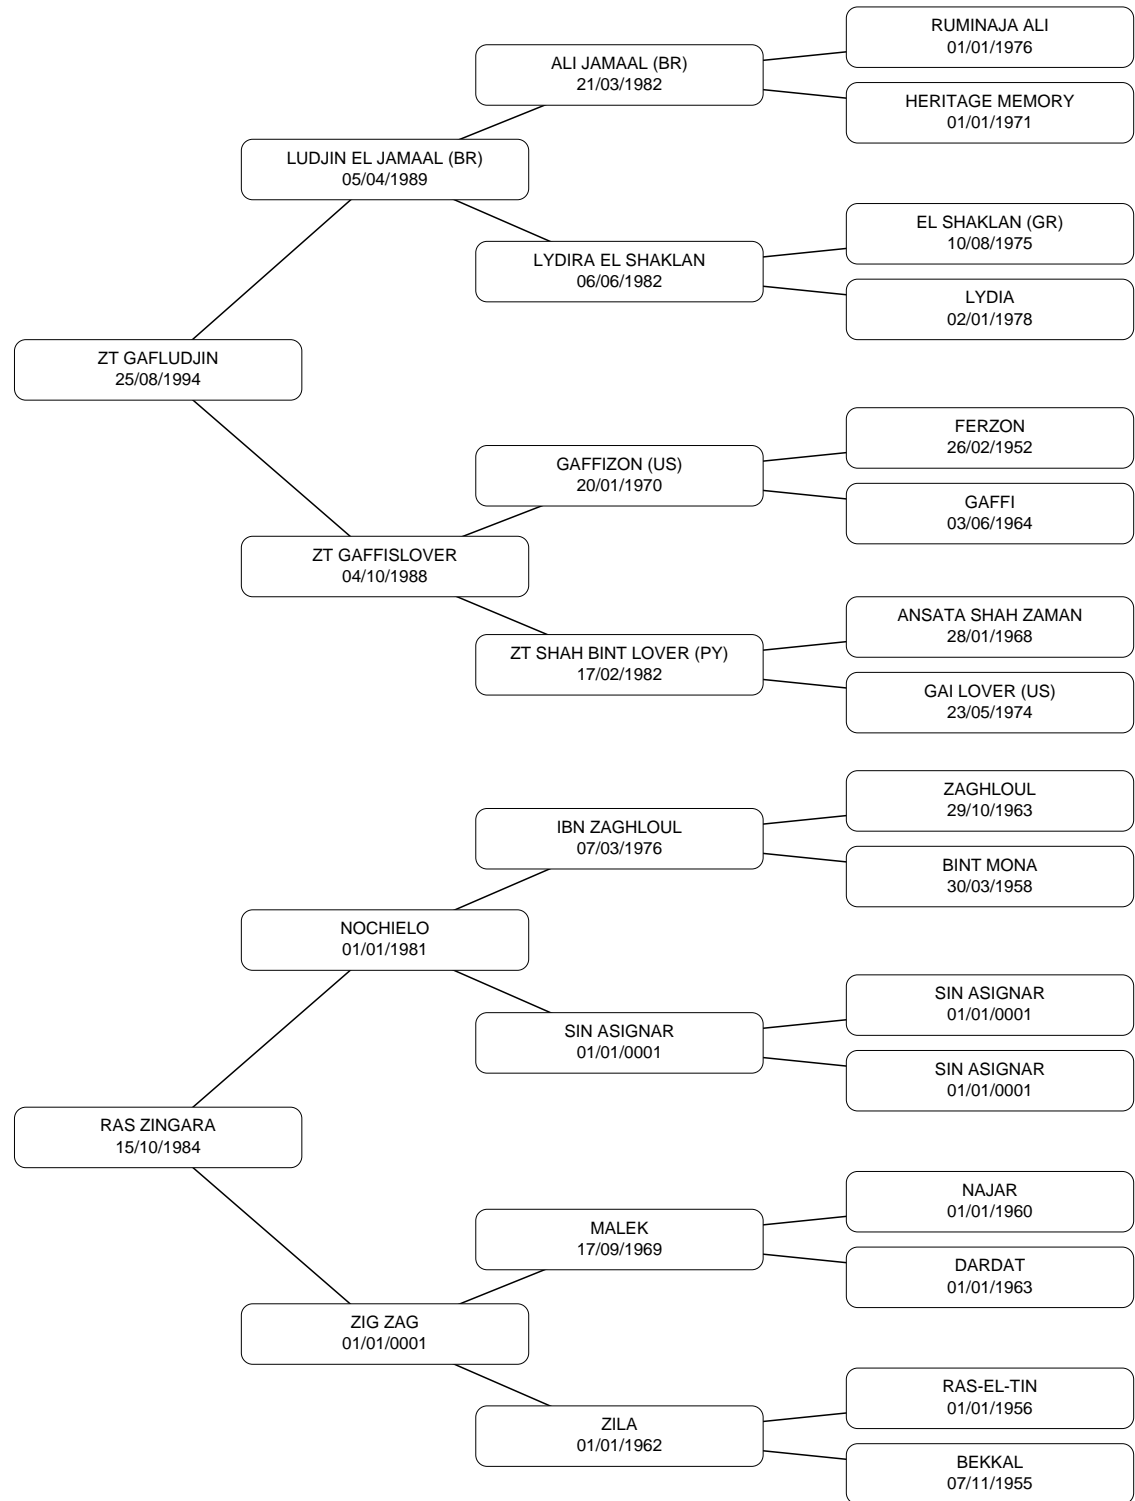 RUMINAJA ALI
01/01/1976
ALI JAMAAL (BR)
21/03/1982
HERITAGE MEMORY
01/01/1971
LUDJIN EL JAMAAL (BR)
05/04/1989
EL SHAKLAN (GR)
10/08/1975
LYDIRA EL SHAKLAN
06/06/1982
LYDIA
02/01/1978
ZT GAFLUDJIN
25/08/1994
FERZON
26/02/1952
GAFFIZON (US)
20/01/1970
GAFFI
03/06/1964
ZT GAFFISLOVER
04/10/1988
ANSATA SHAH ZAMAN
28/01/1968
ZT SHAH BINT LOVER (PY)
17/02/1982
GAI LOVER (US)
23/05/1974
ZAGHLOUL
29/10/1963
IBN ZAGHLOUL
07/03/1976
BINT MONA
30/03/1958
NOCHIELO
01/01/1981
SIN ASIGNAR
01/01/0001
SIN ASIGNAR
01/01/0001
SIN ASIGNAR
01/01/0001
RAS ZINGARA
15/10/1984
NAJAR
01/01/1960
MALEK
17/09/1969
DARDAT
01/01/1963
ZIG ZAG
01/01/0001
RAS-EL-TIN
01/01/1956
ZILA
01/01/1962
BEKKAL
07/11/1955